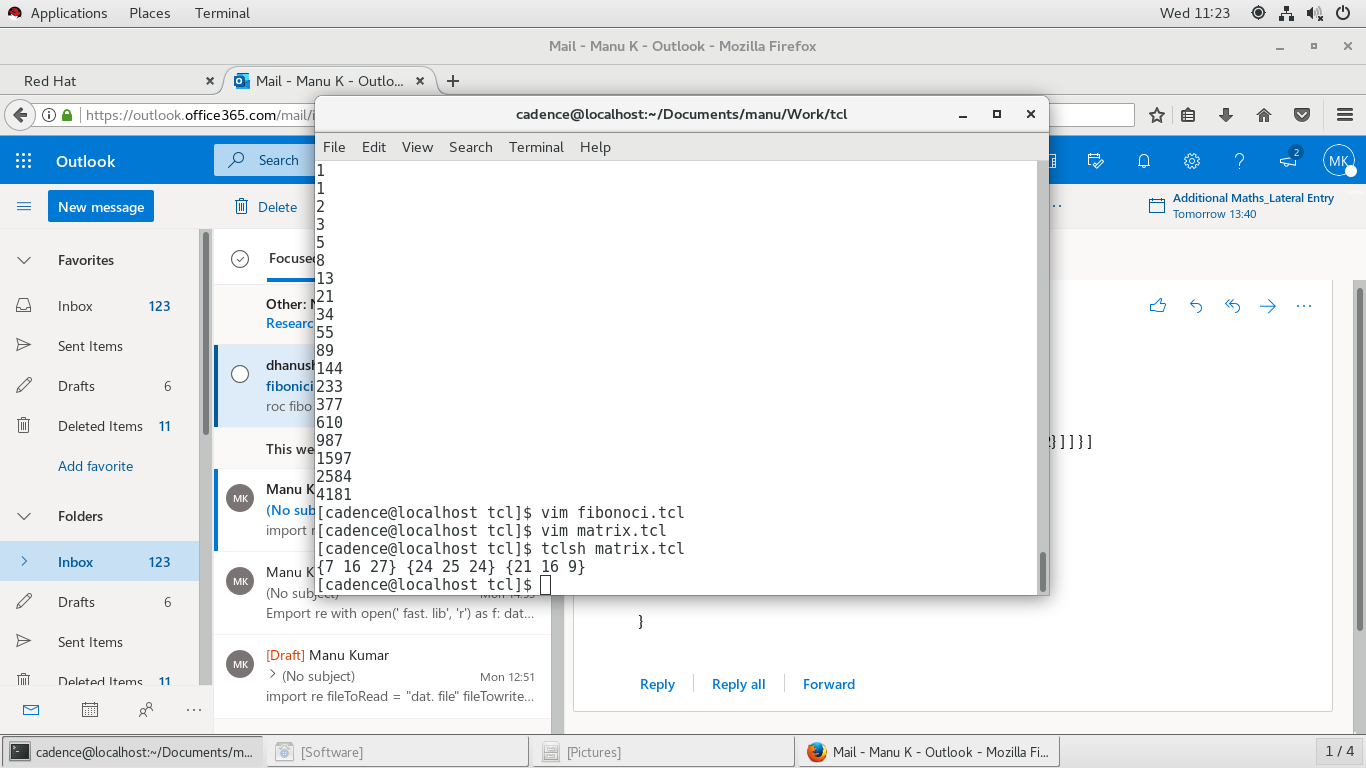 Applications Places Terminal Wed 11:23
Mail - Manu K - Outlook - Mozilla Firefox
Red Hat Mail - Manu K - Outlo...
https://outlook.office365.com/mail/i
cadence@localhost:~/Documents/manu/Work/tcl
File Edit View Search Terminal Help
1
1
2
3
5
8
13
21
34
55
89
144
233
377
610
987
1597
2584
4181
[cadence@localhost tcl]$ vim fibonoci.tcl
[cadence@localhost tcl]$ vim matrix.tcl
[cadence@localhost tcl]$ tclsh matrix.tcl
{7 16 27} {24 25 24} {21 16 9}
[cadence@localhost tcl]$
Outlook
Search
2
MK
New message
Delete
Additional Maths_Lateral Entry
Tomorrow 13:40
Favorites
Inbox 123
Sent Items
Drafts 6
Deleted Items 11
Add favorite
Folders
Inbox 123
Drafts 6
Sent Items
Deleted Items 11
Focused
Other: N
Researc
dhanush
fibonici
roc fibo
This we
MK
Manu K
(No sub
import r
MK
Manu K
(No subject) Mon 14:33
Emport re with open(' fast. lib', 'r') as f: dat...
MK
[Draft] Manu Kumar
(No subject) Mon 12:51
import re fileToRead = "dat. file" fileTowrite...
}]]}]
}
Reply Reply all Forward
cadence@localhost:~/Documents/m... [Software] [Pictures] Mail - Manu K - Outlook - Mozilla Fi... 1 / 4